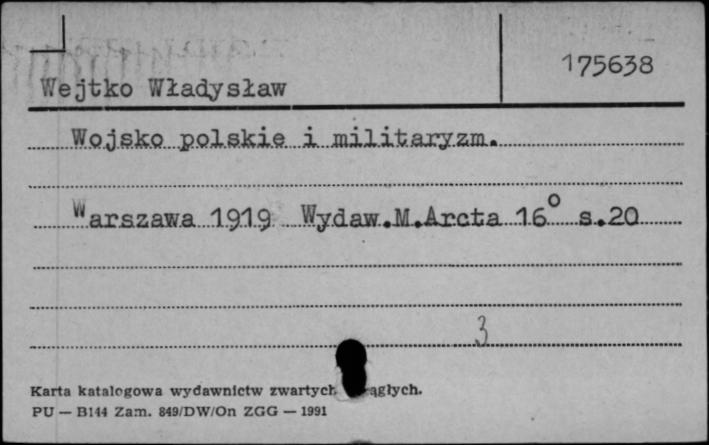 175638
Wejtko Władysław
Wojsko polskie i militaryzm.
Warszawa 1919 Wydaw.M.Arcta 16° s.20
3
Karta katalogowa wydawnictw zwartych
PU — B144 Zam. 849/DW/On ZGG — 1991